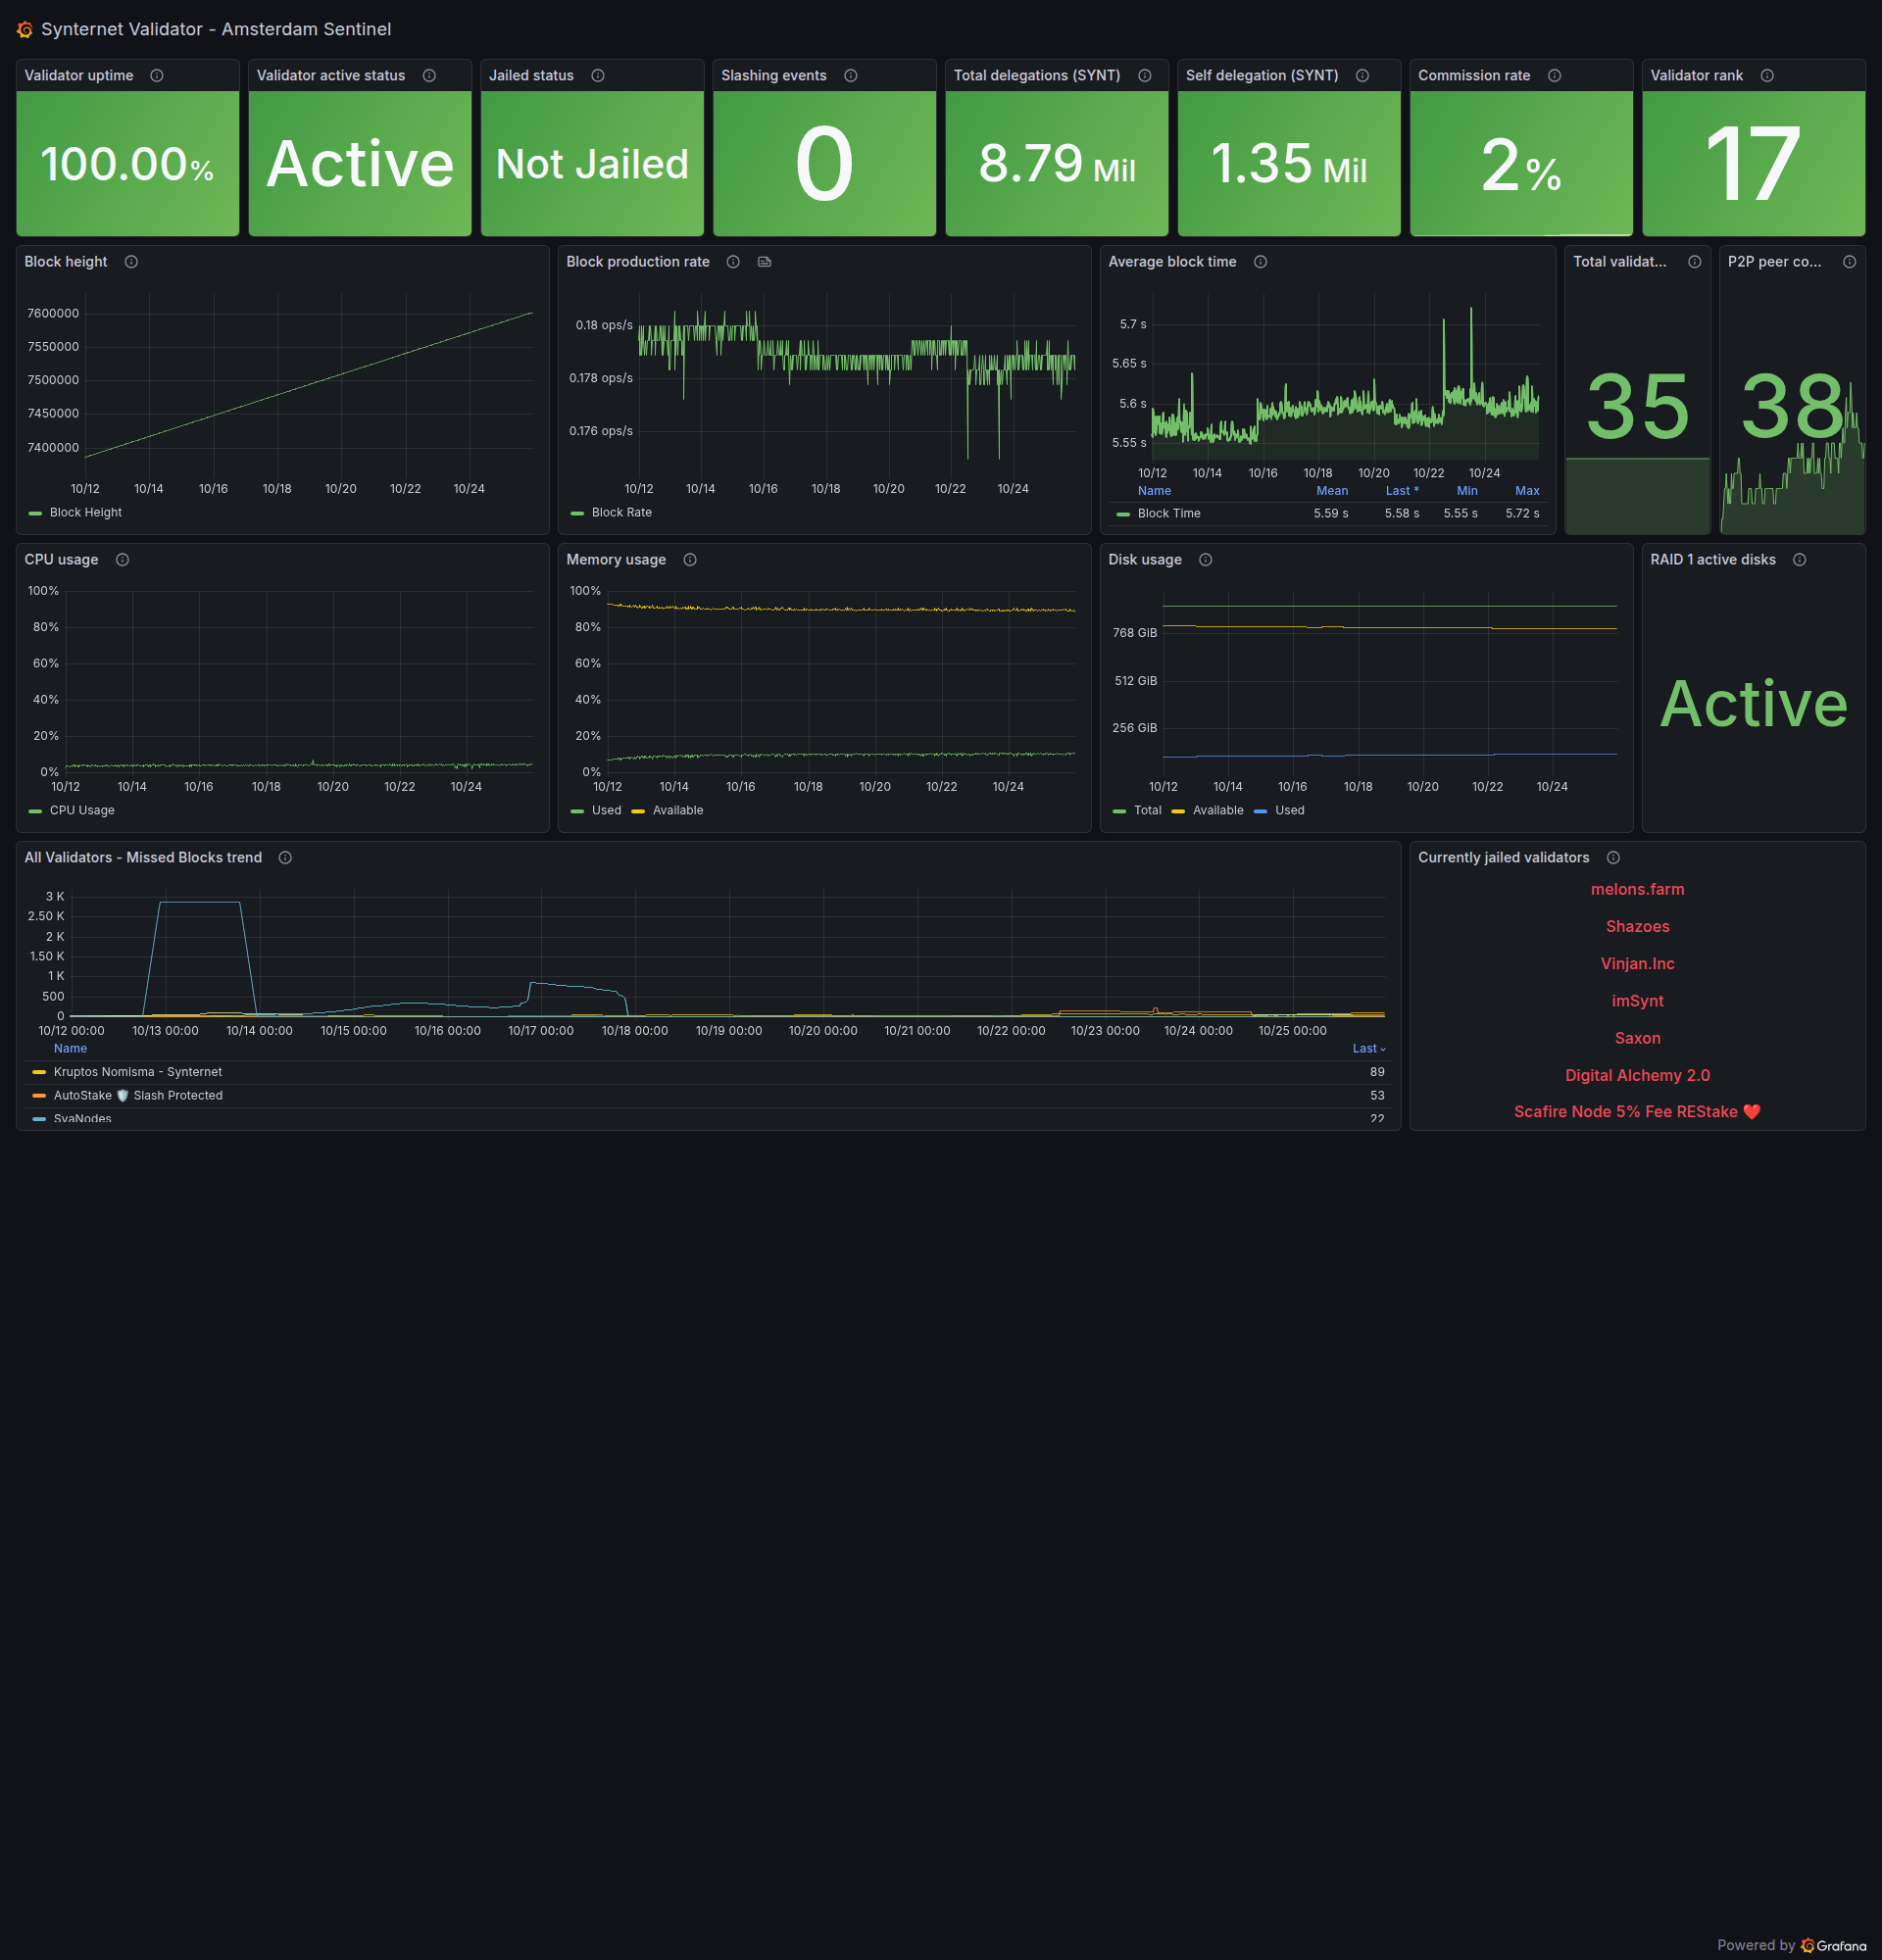 Synternet Validator - Amsterdam Sentinel
Validator uptime
100.00%
Validator active status
Active
Jailed status
Not Jailed
Slashing events
0
Total delegations (SYNT)
8.79 Mil
Self delegation (SYNT)
1.35 Mil
Commission rate
2%
Validator rank
17
Block height
7600000
7550000
7500000
7450000
7400000
10/12 10/14 10/16 10/18 10/20 10/22 10/24
Block Height
Block production rate
0.18 ops/s
0.178 ops/s
0.176 ops/s
10/12 10/14 10/16 10/18 10/20 10/22 10/24
Block Rate
Average block time
5.7 s
5.65 s
5.6 s
5.55 s
10/12 10/14 10/16 10/18 10/20 10/22 10/24
Name Mean Last * Min Max
Block Time 5.59 s 5.58 s 5.55 s 5.72 s
Total validat...
35
P2P peer co...
38
CPU usage
100%
80%
60%
40%
20%
0%
10/12 10/14 10/16 10/18 10/20 10/22 10/24
CPU Usage
Memory usage
100%
80%
60%
40%
20%
0%
10/12 10/14 10/16 10/18 10/20 10/22 10/24
Used Available
Disk usage
768 GiB
512 GiB
256 GiB
10/12 10/14 10/16 10/18 10/20 10/22 10/24
Total Available Used
RAID 1 active disks
Active
All Validators - Missed Blocks trend
3 K
2.50 K
2 K
1.50 K
1 K
500
0
10/12 00:00 10/13 00:00 10/14 00:00 10/15 00:00 10/16 00:00 10/17 00:00 10/18 00:00 10/19 00:00 10/20 00:00 10/21 00:00 10/22 00:00 10/23 00:00 10/24 00:00 10/25 00:00
Name Last
Kruptos Nomisma - Synternet 89
AutoStake 🛡️ Slash Protected 53
SvaNodes 22
Currently jailed validators
melons.farm
Shazoes
Vinjan.Inc
imSynt
Saxon
Digital Alchemy 2.0
Scafire Node 5% Fee REStake ❤️
Powered by Grafana